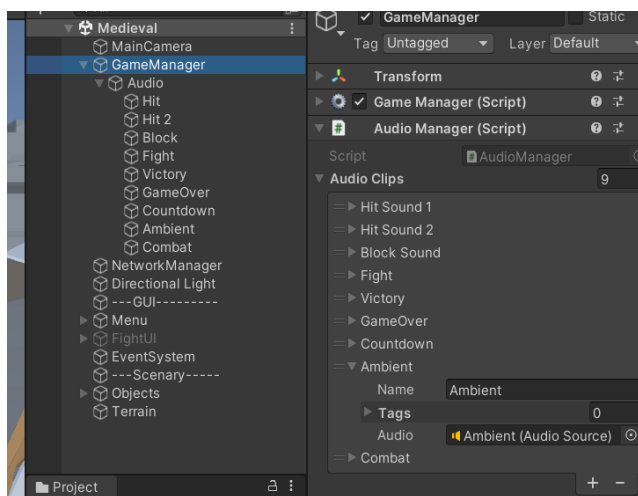 Medieval
MainCamera
GameManager
Audio
Hit
Hit 2
Block
Fight
Victory
GameOver
Countdown
Ambient
Combat
NetworkManager
Directional Light
---GUI---------
Menu
FightUI
EventSystem
---Scenary-----
Objects
Terrain
Project
GameManager Static
Tag Untagged Layer Default
Transform
Game Manager (Script)
# Audio Manager (Script)
Script AudioManager
Audio Clips 9
Hit Sound 1
Hit Sound 2
Block Sound
Fight
Victory
GameOver
Countdown
Ambient
Name Ambient
Tags 0
Audio Ambient (Audio Source)
Combat
+ −